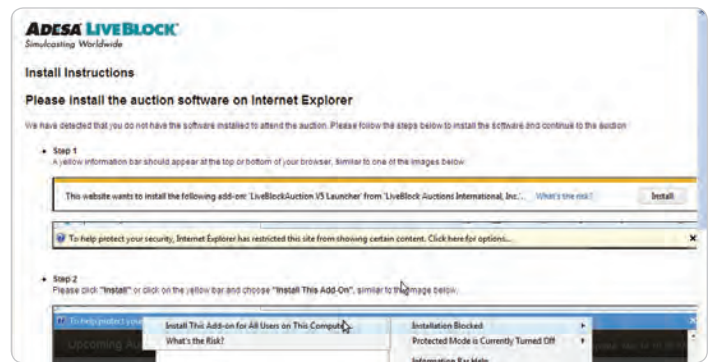 ADESA LIVEBLOCK
Simulcasting Worldwide
Install Instructions
Please install the auction software on Internet Explorer
We have detected that you do not have the software installed to attend the auction. Please follow the steps below to install the software and continue to the auction
Step 1
A yellow information bar should appear at the top or bottom of your browser, similar to one of the images below.
This website wants to install the following add-on: 'LiveBlockAuction V5 Launcher' from 'LiveBlock Auctions International, Inc.'. What's the risk? Install
To help protect your security, Internet Explorer has restricted this site from showing certain content. Click here for options...
Step 2
Please click "Install" or click on the yellow bar and choose "Install This Add-On", similar to the image below.
To help protect your
Install This Add-on for All Users on This Computer... Installation Blocked
Upcoming Au What's the Risk? Protected Mode is Currently Turned Off
Information Bar Help